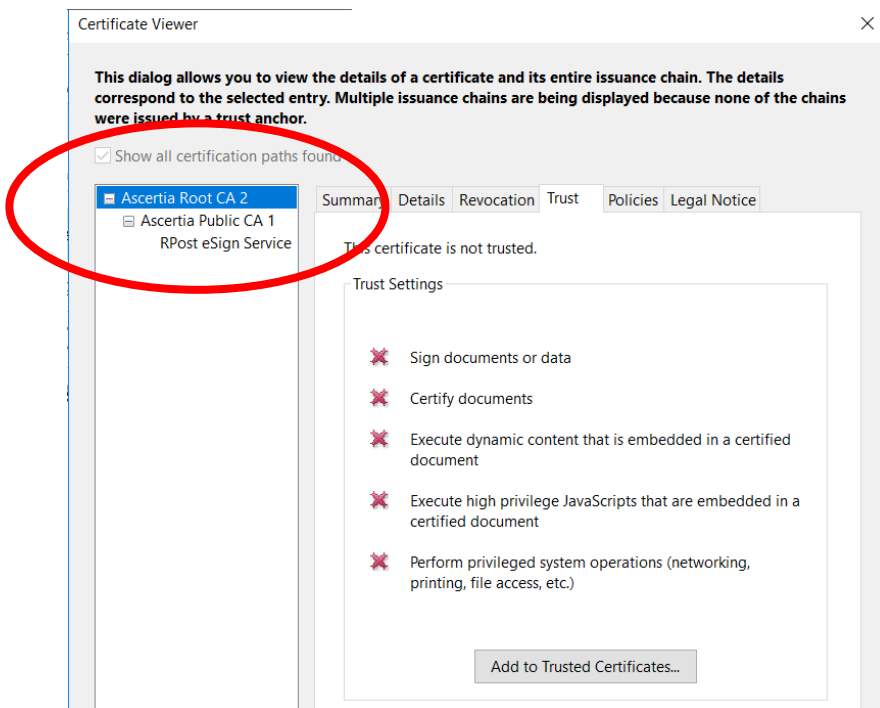 Certificate Viewer
This dialog allows you to view the details of a certificate and its entire issuance chain. The details
correspond to the selected entry. Multiple issuance chains are being displayed because none of the chains
were issued by a trust anchor.
Show all certification paths found
Ascertia Root CA 2
Ascertia Public CA 1
RPost eSign Service
Summary Details Revocation Trust Policies Legal Notice
This certificate is not trusted.
Trust Settings
Sign documents or data
Certify documents
Execute dynamic content that is embedded in a certified
document
Execute high privilege JavaScripts that are embedded in a
certified document
Perform privileged system operations (networking,
printing, file access, etc.)
Add to Trusted Certificates...